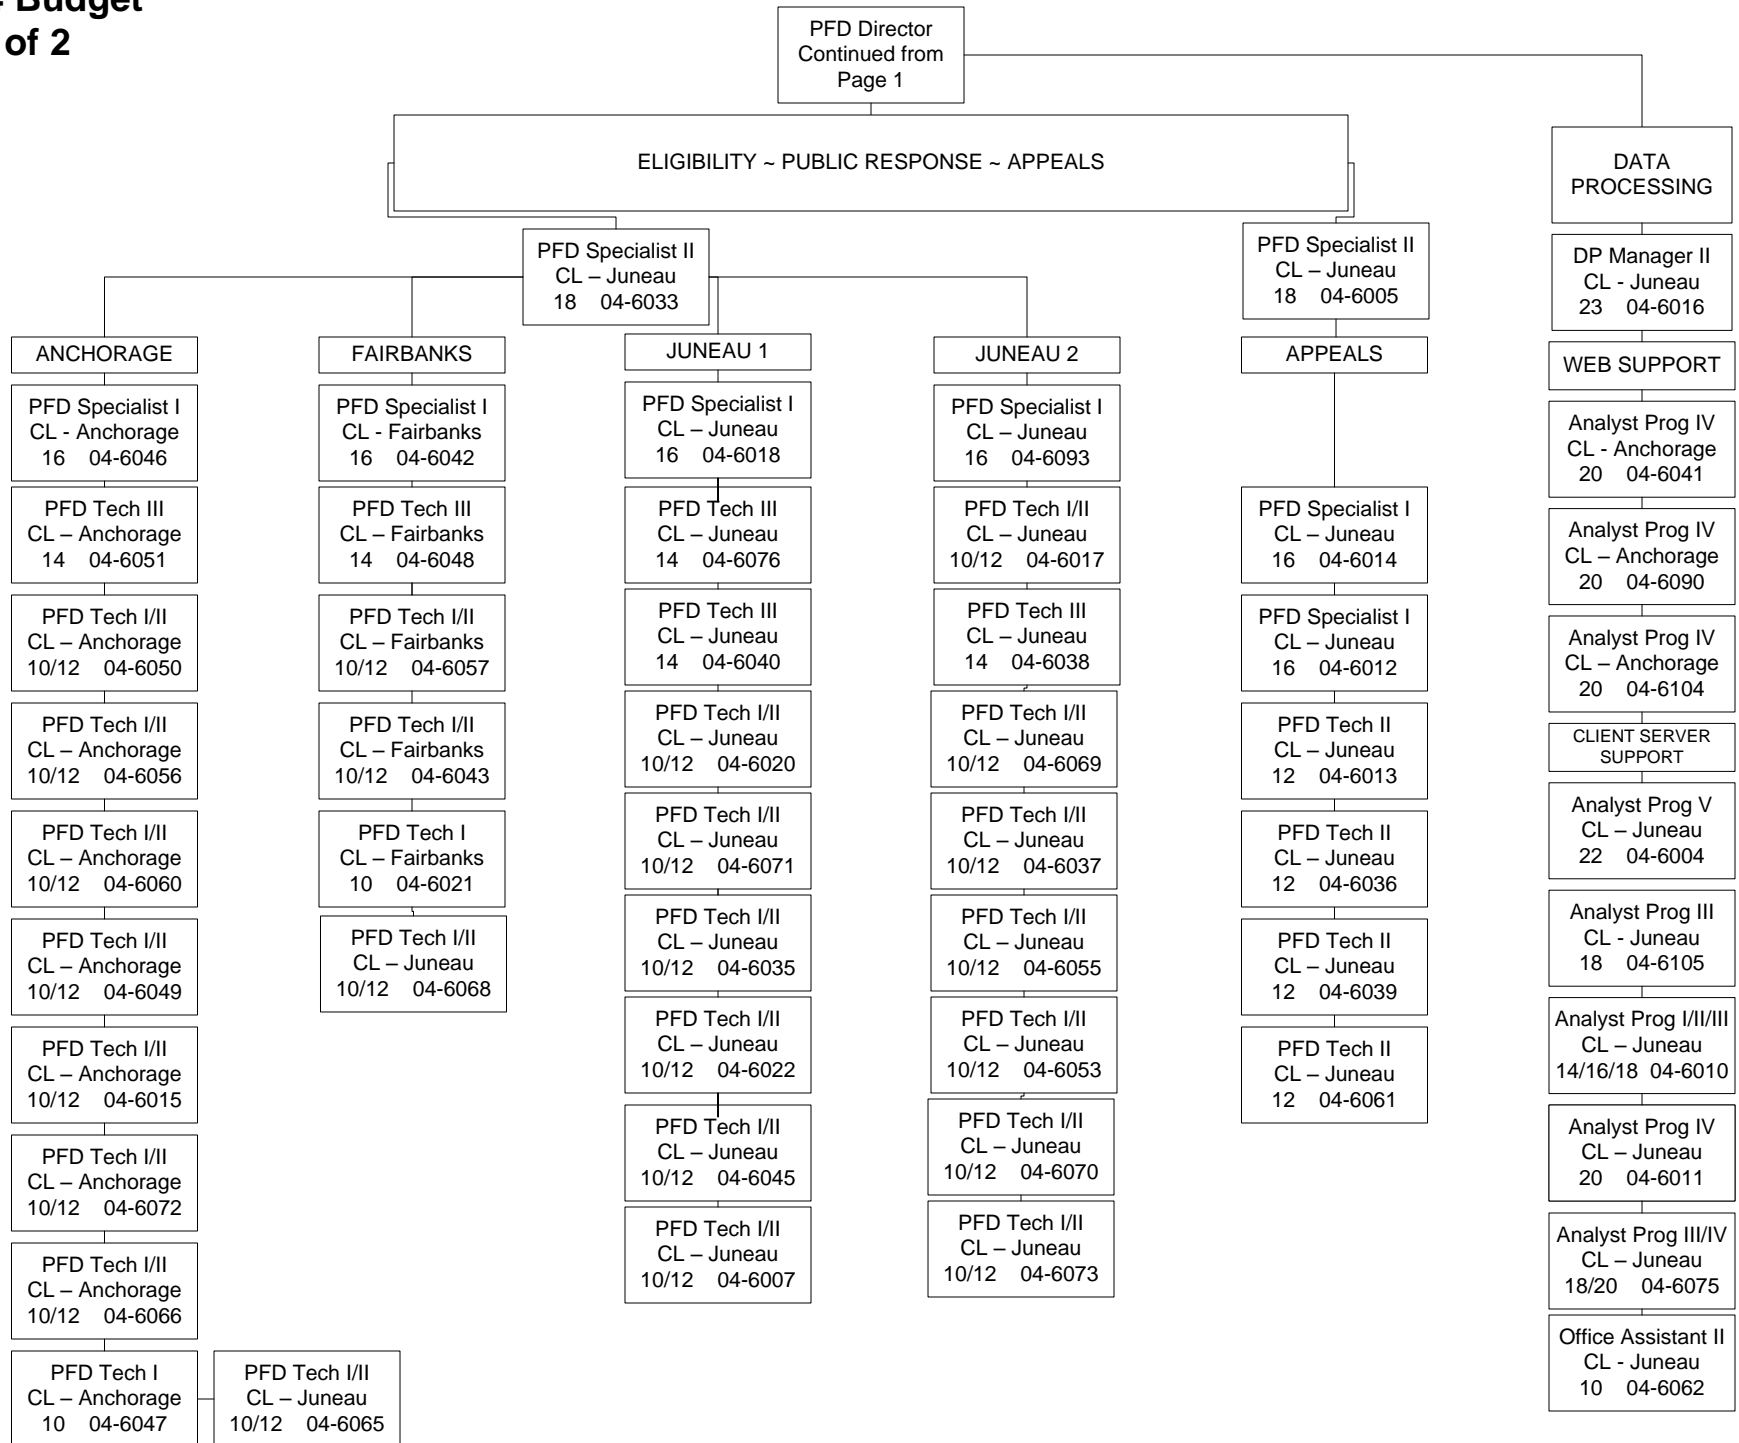 Budget
of 2
PFD Director
Continued from
Page 1
ELIGIBILITY ~ PUBLIC RESPONSE ~ APPEALS
DATA
PROCESSING
PFD Specialist II
CL – Juneau
18 04-6033
PFD Specialist II
CL – Juneau
18 04-6005
DP Manager II
CL - Juneau
23 04-6016
ANCHORAGE
PFD Specialist I
CL - Anchorage
16 04-6046
PFD Tech III
CL – Anchorage
14 04-6051
PFD Tech I/II
CL – Anchorage
10/12 04-6050
PFD Tech I/II
CL – Anchorage
10/12 04-6056
PFD Tech I/II
CL – Anchorage
10/12 04-6060
PFD Tech I/II
CL – Anchorage
10/12 04-6049
PFD Tech I/II
CL – Anchorage
10/12 04-6015
PFD Tech I/II
CL – Anchorage
10/12 04-6072
PFD Tech I/II
CL – Anchorage
10/12 04-6066
PFD Tech I
CL – Anchorage
10 04-6047
PFD Tech I/II
CL – Juneau
10/12 04-6065
FAIRBANKS
PFD Specialist I
CL - Fairbanks
16 04-6042
PFD Tech III
CL – Fairbanks
14 04-6048
PFD Tech I/II
CL – Fairbanks
10/12 04-6057
PFD Tech I/II
CL – Fairbanks
10/12 04-6043
PFD Tech I
CL – Fairbanks
10 04-6021
PFD Tech I/II
CL – Juneau
10/12 04-6068
JUNEAU 1
PFD Specialist I
CL – Juneau
16 04-6018
PFD Tech III
CL – Juneau
14 04-6076
PFD Tech III
CL – Juneau
14 04-6040
PFD Tech I/II
CL – Juneau
10/12 04-6020
PFD Tech I/II
CL – Juneau
10/12 04-6071
PFD Tech I/II
CL – Juneau
10/12 04-6035
PFD Tech I/II
CL – Juneau
10/12 04-6022
PFD Tech I/II
CL – Juneau
10/12 04-6045
PFD Tech I/II
CL – Juneau
10/12 04-6007
JUNEAU 2
PFD Specialist I
CL – Juneau
16 04-6093
PFD Tech I/II
CL – Juneau
10/12 04-6017
PFD Tech III
CL – Juneau
14 04-6038
PFD Tech I/II
CL – Juneau
10/12 04-6069
PFD Tech I/II
CL – Juneau
10/12 04-6037
PFD Tech I/II
CL – Juneau
10/12 04-6055
PFD Tech I/II
CL – Juneau
10/12 04-6053
PFD Tech I/II
CL – Juneau
10/12 04-6070
PFD Tech I/II
CL – Juneau
10/12 04-6073
APPEALS
PFD Specialist I
CL – Juneau
16 04-6014
PFD Specialist I
CL – Juneau
16 04-6012
PFD Tech II
CL – Juneau
12 04-6013
PFD Tech II
CL – Juneau
12 04-6036
PFD Tech II
CL – Juneau
12 04-6039
PFD Tech II
CL – Juneau
12 04-6061
WEB SUPPORT
Analyst Prog IV
CL - Anchorage
20 04-6041
Analyst Prog IV
CL – Anchorage
20 04-6090
Analyst Prog IV
CL – Anchorage
20 04-6104
CLIENT SERVER
SUPPORT
Analyst Prog V
CL – Juneau
22 04-6004
Analyst Prog III
CL - Juneau
18 04-6105
Analyst Prog I/II/III
CL – Juneau
14/16/18 04-6010
Analyst Prog IV
CL – Juneau
20 04-6011
Analyst Prog III/IV
CL – Juneau
18/20 04-6075
Office Assistant II
CL - Juneau
10 04-6062